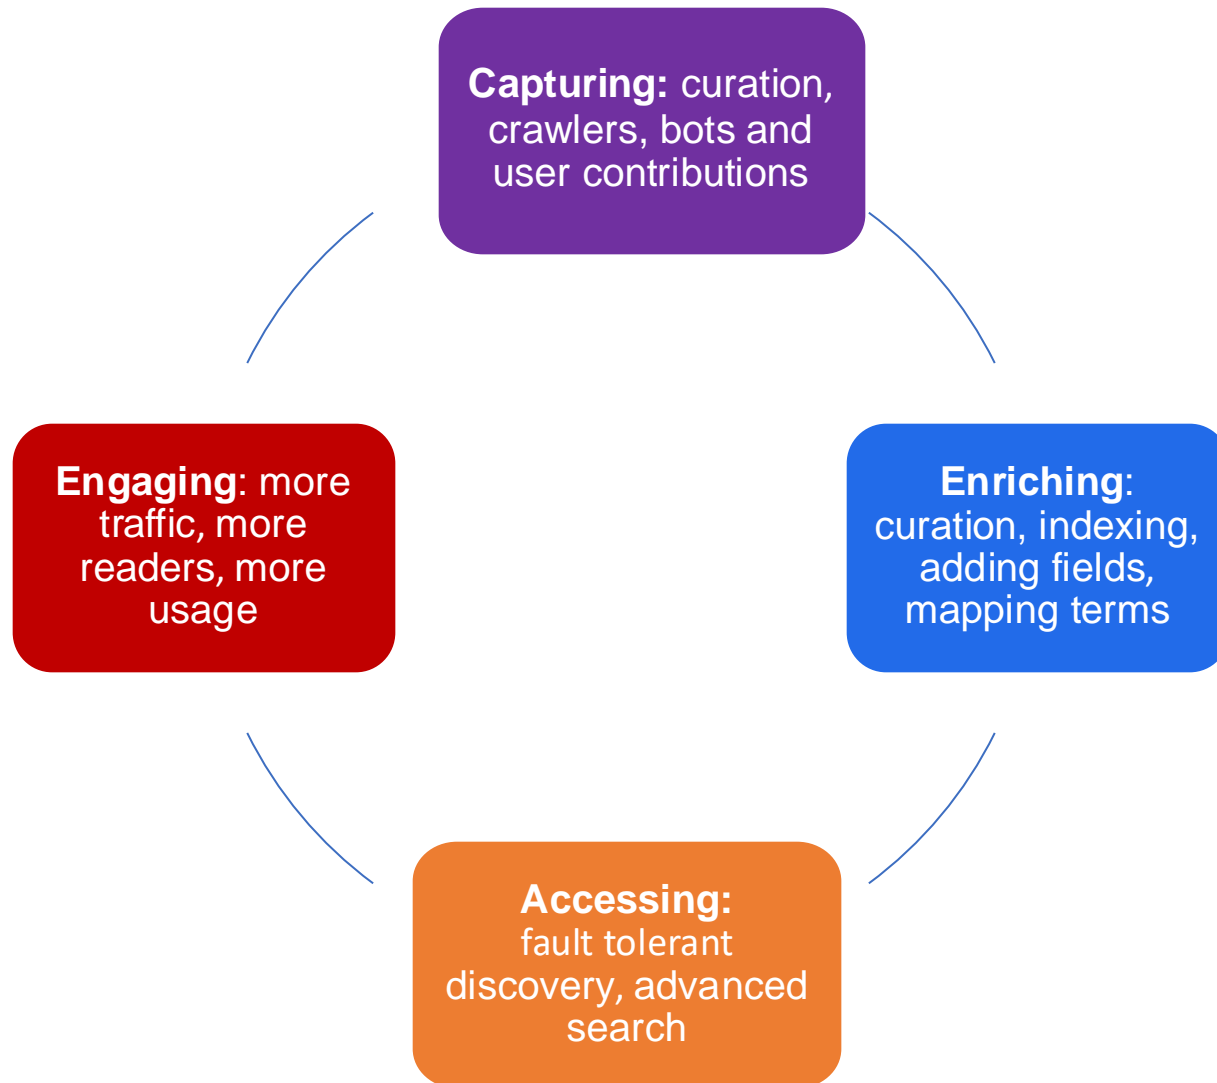 Capturing: curation,
crawlers, bots and
user contributions
Engaging: more
traffic, more
readers, more
usage
Enriching:
curation, indexing,
adding fields,
mapping terms
Accessing:
fault tolerant
discovery, advanced
search